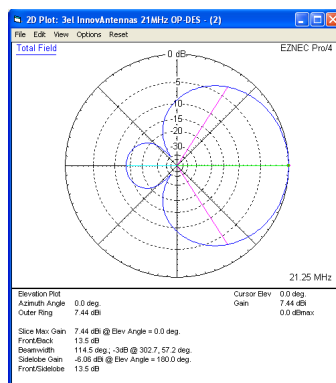 2D Plot: 3el InnovAntennas 21MHz OP-DES - (2)
File Edit View Options Reset
Total Field
EZNEC Pro/4
0 dB
-5
-10
-15
-20
-30
21.25 MHz
Elevation Plot
Azimuth Angle 0.0 deg.
Outer Ring 7.44 dBi
Cursor Elev 0.0 deg.
Gain 7.44 dBi
0.0 dBmax
Slice Max Gain 7.44 dBi @ Elev Angle = 0.0 deg.
Front/Back 13.5 dB
Beamwidth 114.5 deg.; -3dB @ 302.7, 57.2 deg.
Sidelobe Gain -6.06 dBi @ Elev Angle = 180.0 deg.
Front/Sidelobe 13.5 dB